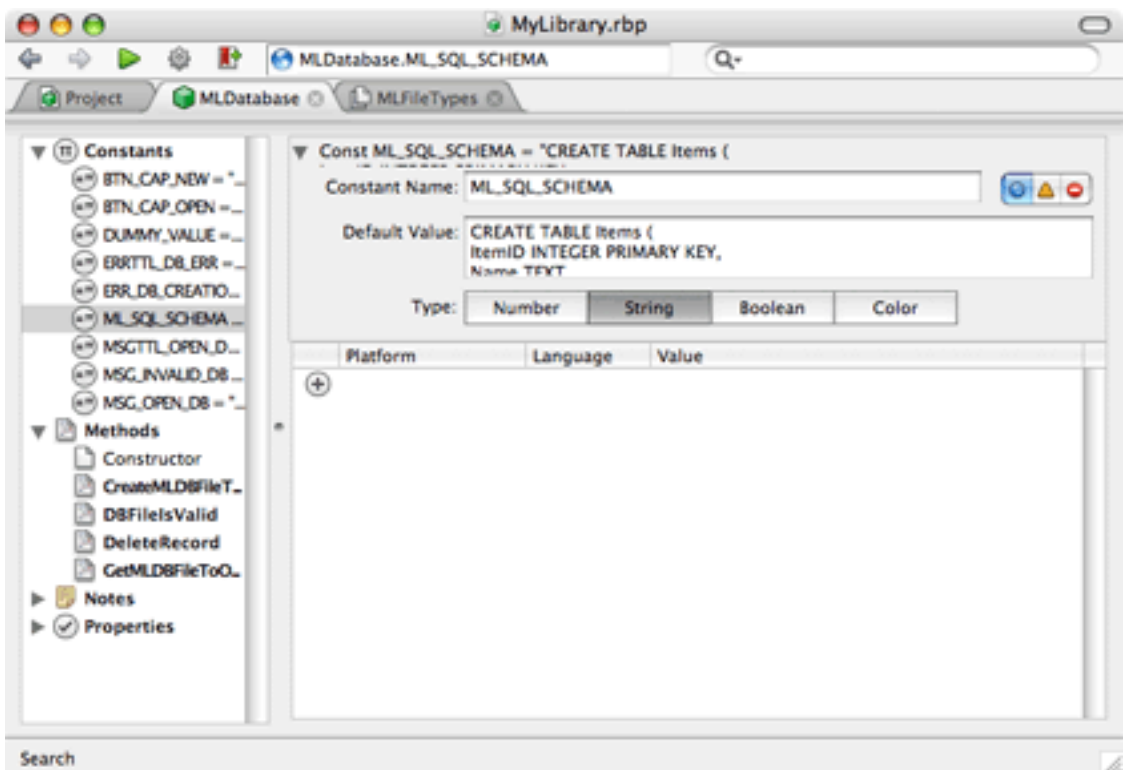 MyLibrary.rbp
MLDatabase.ML_SQL_SCHEMA
Project
MLDatabase
MLFileTypes
Constants
BTN_CAP_NEW = "...
BTN_CAP_OPEN =...
DUMMY_VALUE =...
ERRTTL_DB_ERR =...
ERR_DB_CREATIO...
ML_SQL_SCHEMA ...
MSGTTL_OPEN_D...
MSG_INVALID_DB ...
MSG_OPEN_DB = "...
Methods
Constructor
CreateMLDBFileT...
DBFileIsValid
DeleteRecord
GetMLDBFileToO...
Notes
Properties
Const ML_SQL_SCHEMA = "CREATE TABLE Items (
Constant Name: ML_SQL_SCHEMA
Default Value: CREATE TABLE Items (
ItemID INTEGER PRIMARY KEY,
Name TEXT
Type: Number String Boolean Color
Platform Language Value
Search